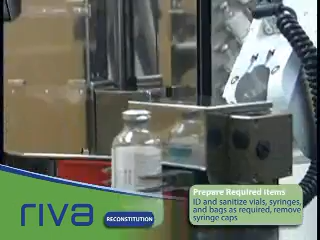 Prepare Required items
ID and sanitize vials, syringes,
and bags as required, remove
syringe caps
riva
RECONSTITUTION